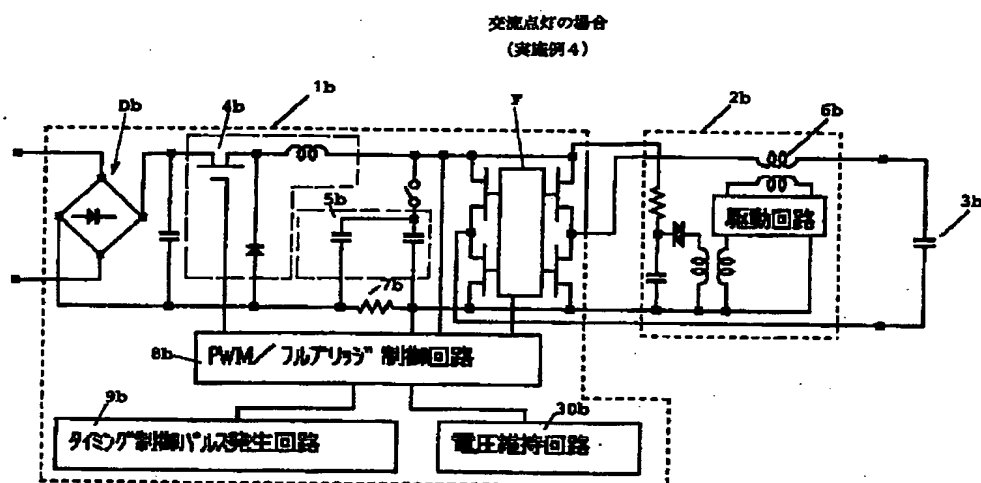 交流点灯の場合
(実施例4)
1b
Db
4b
F
2b
6b
5b
3b
駆動回路
7b
8b
PWM/フルブリッジ制御回路
9b
30b
タイミング制御パルス発生回路
電圧維持回路